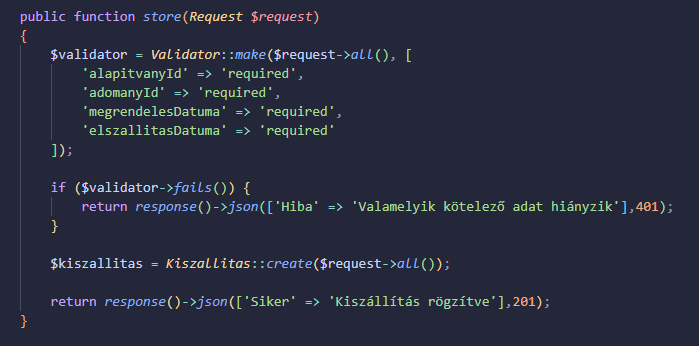 public function store(Request $request)
{
$validator = Validator::make($request->all(), [
'alapitvanyId' => 'required',
'adomanyId' => 'required',
'megrendelesDatuma' => 'required',
'elszallitasDatuma' => 'required'
]);
if ($validator->fails()) {
return response()->json(['Hiba' => 'Valamelyik kötelező adat hiányzik'],401);
}
$kiszallitas = Kiszallitas::create($request->all());
return response()->json(['Siker' => 'Kiszállítás rögzítve'],201);
}